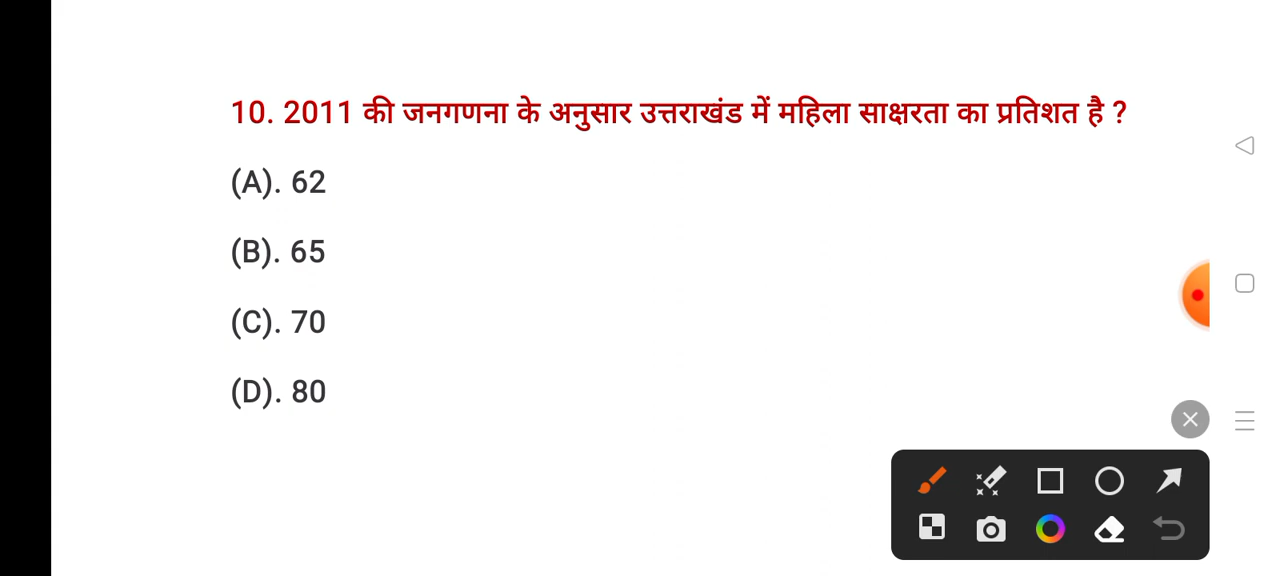 10. 2011 की जनगणना के अनुसार उत्तराखंड में महिला साक्षरता का प्रतिशत है ?
(A). 62
(B). 65
(C). 70
(D). 80